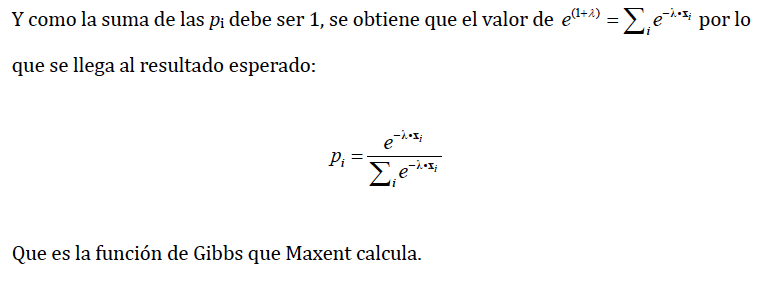 Y como la suma de las pᵢ debe ser 1, se obtiene que el valor de e^(1+λ) = ∑ᵢ e^(−λ•xᵢ) por lo
que se llega al resultado esperado:
pᵢ = e^(−λ•xᵢ) / ∑ᵢ e^(−λ•xᵢ)
Que es la función de Gibbs que Maxent calcula.